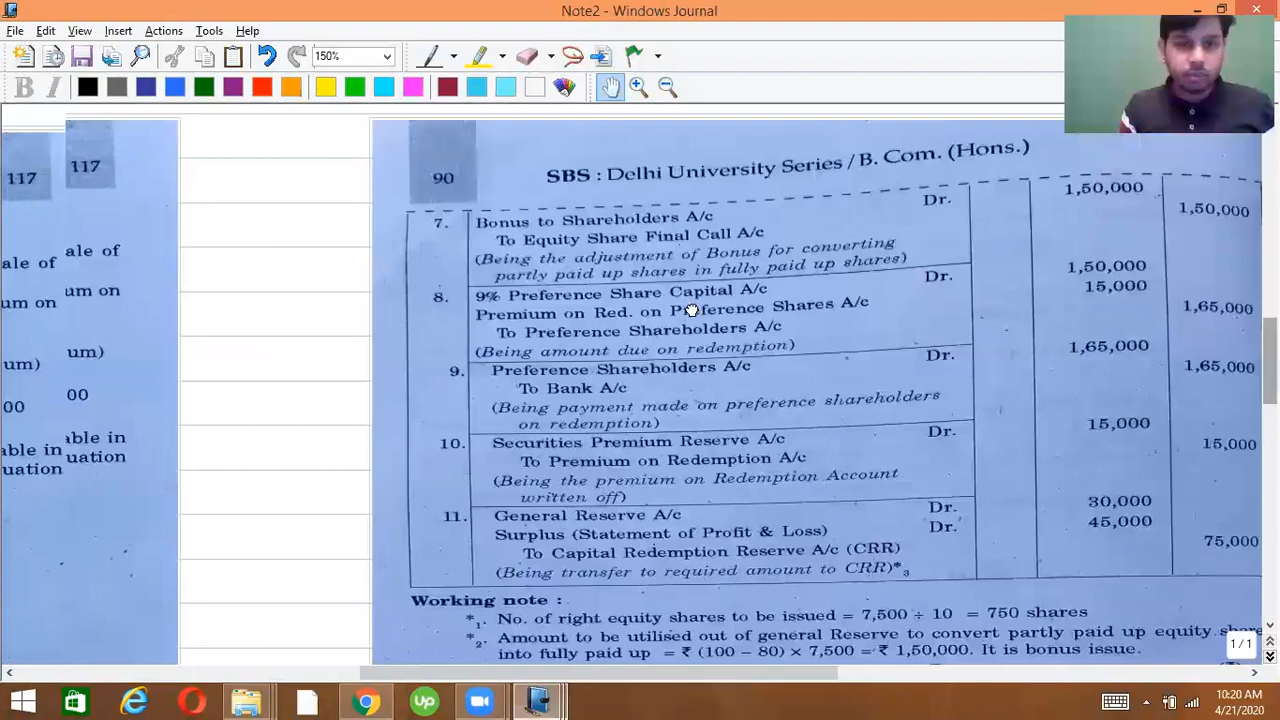 Note2 - Windows Journal
File Edit View Insert Actions Tools Help
150%
B I
117 117
ale of ale of
um on um on
um) um)
00 00
able in able in
uation uation
90 SBS : Delhi University Series / B. Com. (Hons.)
7. Bonus to Shareholders A/c Dr. 1,50,000
To Equity Share Final Call A/c 1,50,000
(Being the adjustment of Bonus for converting
partly paid up shares in fully paid up shares)
8. 9% Preference Share Capital A/c Dr. 1,50,000
Premium on Red. on Preference Shares A/c 15,000
To Preference Shareholders A/c 1,65,000
(Being amount due on redemption)
9. Preference Shareholders A/c Dr. 1,65,000
To Bank A/c 1,65,000
(Being payment made on preference shareholders
on redemption)
10. Securities Premium Reserve A/c Dr. 15,000
To Premium on Redemption A/c 15,000
(Being the premium on Redemption Account
written off)
11. General Reserve A/c Dr. 30,000
Surplus (Statement of Profit & Loss) Dr. 45,000
To Capital Redemption Reserve A/c (CRR) 75,000
(Being transfer to required amount to CRR)*3
Working note :
*1. No. of right equity shares to be issued = 7,500 ÷ 10 = 750 shares
*2. Amount to be utilised out of general Reserve to convert partly paid up equity share
into fully paid up = ₹ (100 - 80) × 7,500 = ₹ 1,50,000. It is bonus issue.
1/1
Up
10:20 AM
4/21/2020